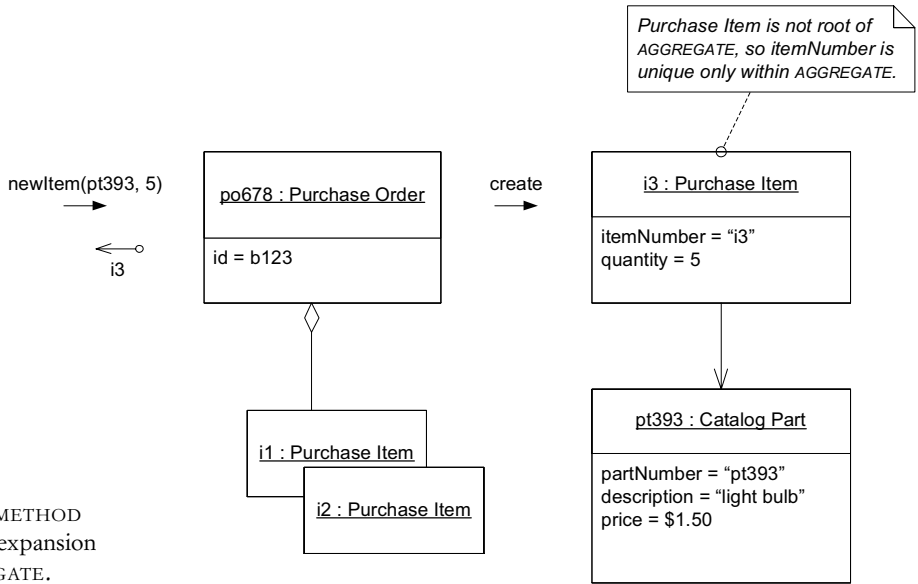 Purchase Item is not root of
AGGREGATE, so itemNumber is
unique only within AGGREGATE.
newItem(pt393, 5)
i3
po678 : Purchase Order
id = b123
create
i3 : Purchase Item
itemNumber = “i3”
quantity = 5
i1 : Purchase Item
i2 : Purchase Item
pt393 : Catalog Part
partNumber = “pt393”
description = “light bulb”
price = $1.50
METHOD
expansion
GATE.